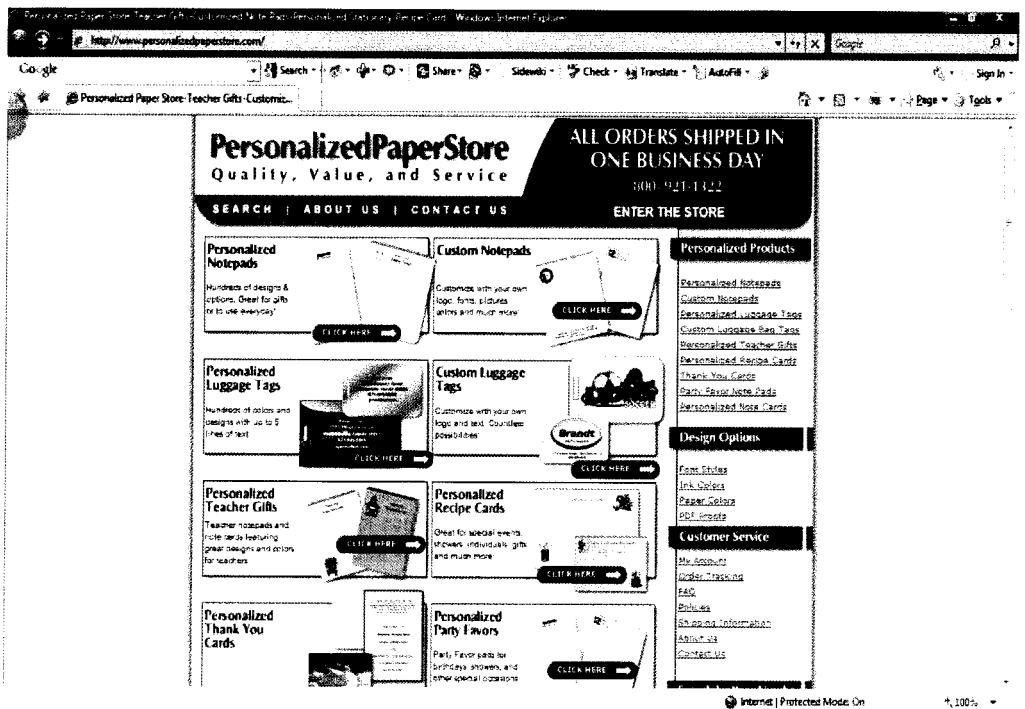 Personalized Paper Store-Teacher Gifts-Customized Note Pads-Personalized Stationary, Recipe Card - Windows Internet Explorer
http://www.personalizedpaperstore.com/
Google
Google
Search
Share
Sidewiki
Check
Translate
AutoFill
Sign In
Personalized Paper Store-Teacher Gifts-Customiz...
Page
Tools
PersonalizedPaperStore
Quality, Value, and Service
ALL ORDERS SHIPPED IN
ONE BUSINESS DAY
800-921-1322
SEARCH | ABOUT US | CONTACT US
ENTER THE STORE
Personalized
Notepads
Hundreds of designs &
options. Great for gifts
or to use everyday!
CLICK HERE
Custom Notepads
Customize with your own
logo, fonts, pictures
colors and much more!
CLICK HERE
Personalized
Luggage Tags
Hundreds of colors and
designs with up to 5
lines of text
CLICK HERE
Custom Luggage
Tags
Customize with your own
logo and text. Countless
possibilities!
Brandt
CLICK HERE
Personalized
Teacher Gifts
Teacher notepads and
note cards featuring
great designs and colors
for teachers
CLICK HERE
Personalized
Recipe Cards
Great for special events,
showers, individuals, gifts
and much more
CLICK HERE
Personalized
Thank You
Cards
Personalized
Party Favors
Party Favor pads for
birthdays, showers, and
other special occasions
CLICK HERE
Personalized Products
Personalized Notepads
Custom Notepads
Personalized Luggage Tags
Custom Luggage Bag Tags
Personalized Teacher Gifts
Personalized Recipe Cards
Thank You Cards
Party Favor Note Pads
Personalized Note Cards
Design Options
Font Styles
Ink Colors
Paper Colors
PDF Proofs
Customer Service
My Account
Order Tracking
FAQ
Policies
Shipping Information
About Us
Contact Us
Internet | Protected Mode: On
100%